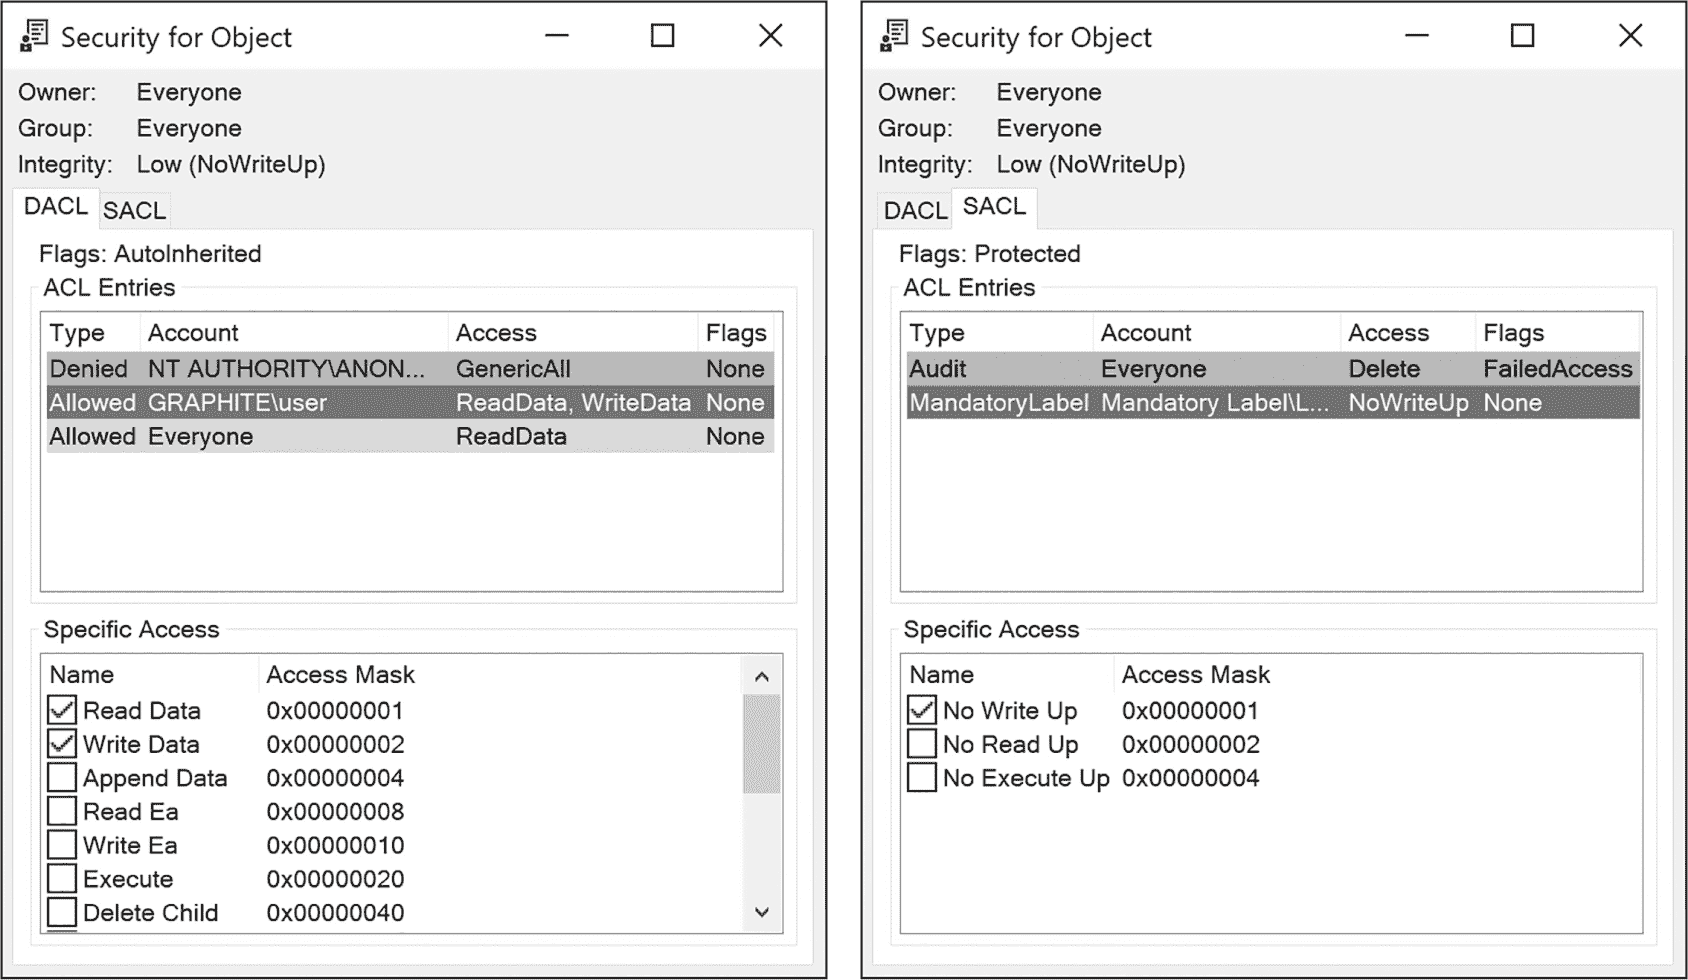 Security for Object
Owner: Everyone
Group: Everyone
Integrity: Low (NoWriteUp)
DACL SACL
Flags: AutoInherited
ACL Entries
Type Account Access Flags
Denied NT AUTHORITY\ANON... GenericAll None
Allowed GRAPHITE\user ReadData, WriteData None
Allowed Everyone ReadData None
Specific Access
Name Access Mask
Read Data 0x00000001
Write Data 0x00000002
Append Data 0x00000004
Read Ea 0x00000008
Write Ea 0x00000010
Execute 0x00000020
Delete Child 0x00000040
Security for Object
Owner: Everyone
Group: Everyone
Integrity: Low (NoWriteUp)
DACL SACL
Flags: Protected
ACL Entries
Type Account Access Flags
Audit Everyone Delete FailedAccess
MandatoryLabel Mandatory Label\L... NoWriteUp None
Specific Access
Name Access Mask
No Write Up 0x00000001
No Read Up 0x00000002
No Execute Up 0x00000004